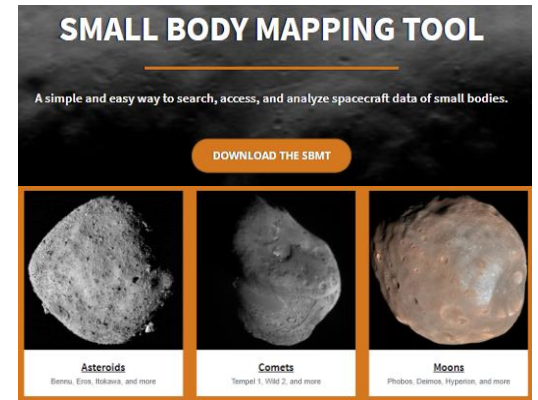 SMALL BODY MAPPING TOOL
A simple and easy way to search, access, and analyze spacecraft data of small bodies.
DOWNLOAD THE SBMT
Asteroids
Bennu, Eros, Itokawa, and more
Comets
Tempel 1, Wild 2, and more
Moons
Phobos, Deimos, Hyperion, and more